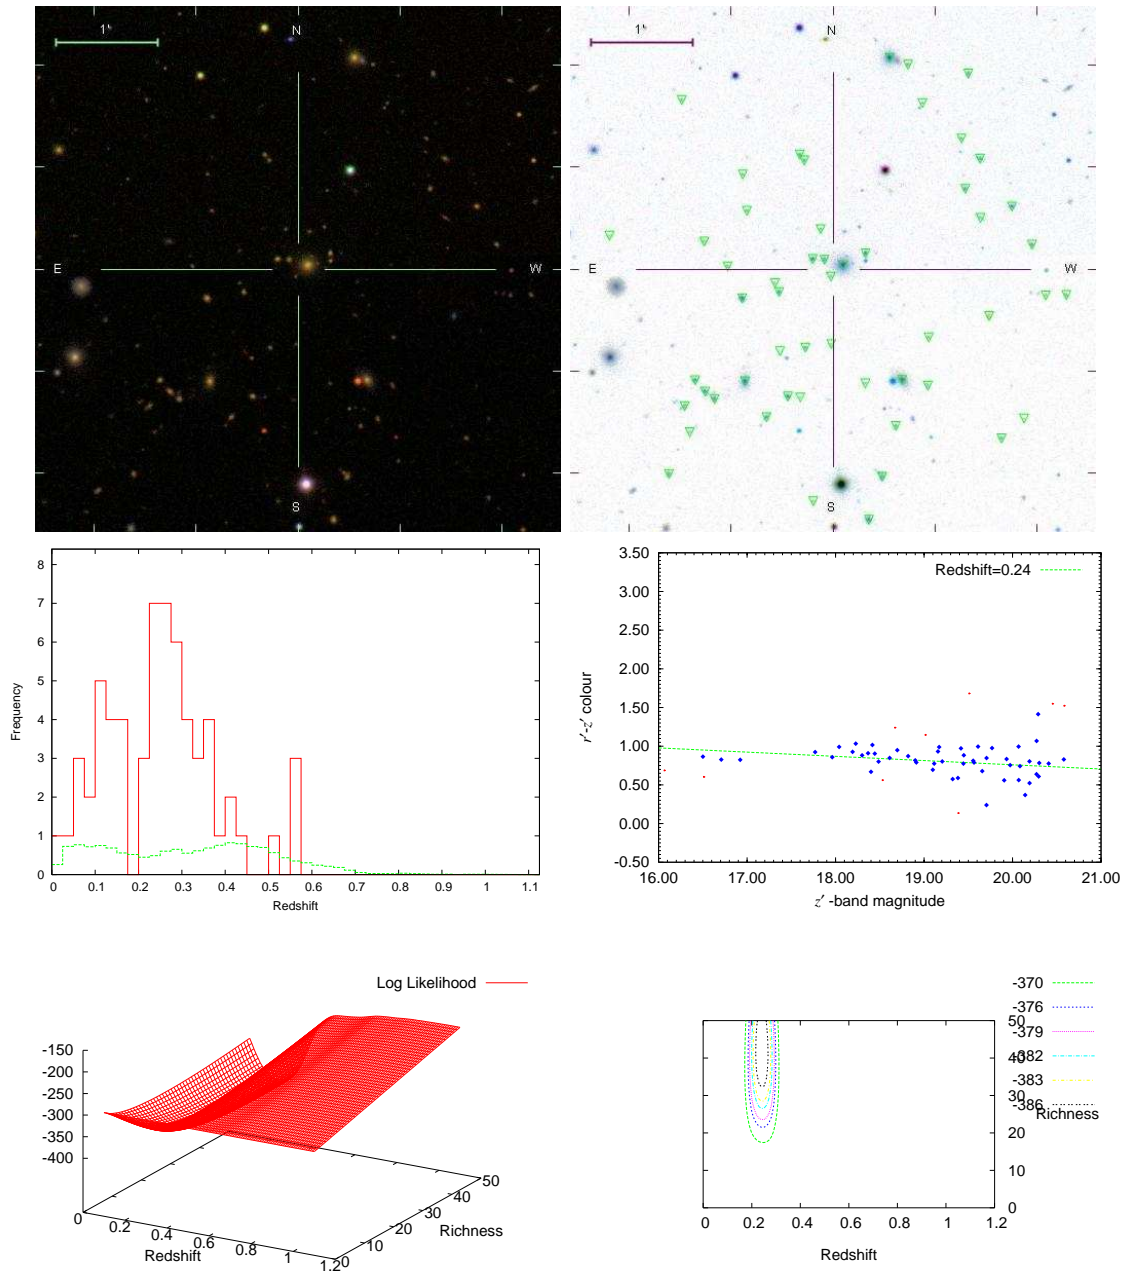 1'
N
E
W
S
1'
N
E
W
S
8
7
6
5
4
3
2
1
0
Frequency
0 0.1 0.2 0.3 0.4 0.5 0.6 0.7 0.8 0.9 1 1.1
Redshift
3.50
3.00
2.50
2.00
1.50
1.00
0.50
0.00
-0.50
r'-z' colour
Redshift=0.24
16.00 17.00 18.00 19.00 20.00 21.00
z' -band magnitude
Log Likelihood
-150
-200
-250
-300
-350
-400
0 0.2 0.4 0.6 0.8 1 1.2
Redshift
0 10 20 30 40 50
Richness
-370
-376
-379
-382
-383
-386
50
40
30
20
10
0
Richness
0 0.2 0.4 0.6 0.8 1 1.2
Redshift